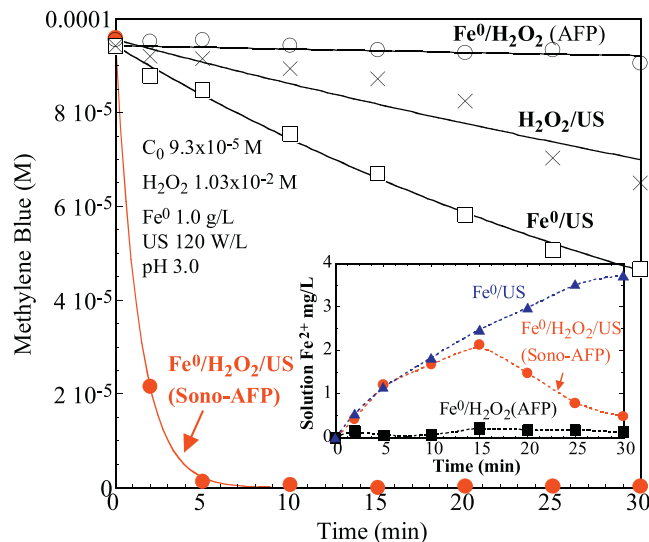 0.0001
8 10⁻⁵
6 10⁻⁵
4 10⁻⁵
2 10⁻⁵
0
Methylene Blue (M)
0 5 10 15 20 25 30
Time (min)
Fe⁰/H₂O₂ (AFP)
H₂O₂/US
Fe⁰/US
C₀ 9.3x10⁻⁵ M
H₂O₂ 1.03x10⁻² M
Fe⁰ 1.0 g/L
US 120 W/L
pH 3.0
Fe⁰/H₂O₂/US
(Sono-AFP)
4
3
2
1
0
Solution Fe²⁺ mg/L
Fe⁰/US
Fe⁰/H₂O₂/US
(Sono-AFP)
Fe⁰/H₂O₂(AFP)
0 5 10 15 20 25 30
Time (min)